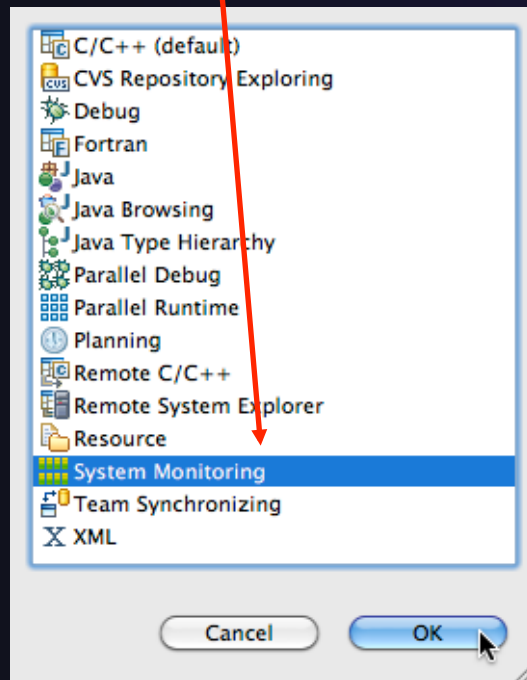 C/C++ (default)
CVS Repository Exploring
Debug
Fortran
Java
Java Browsing
Java Type Hierarchy
Parallel Debug
Parallel Runtime
Planning
Remote C/C++
Remote System Explorer
Resource
System Monitoring
Team Synchronizing
XML
Cancel OK